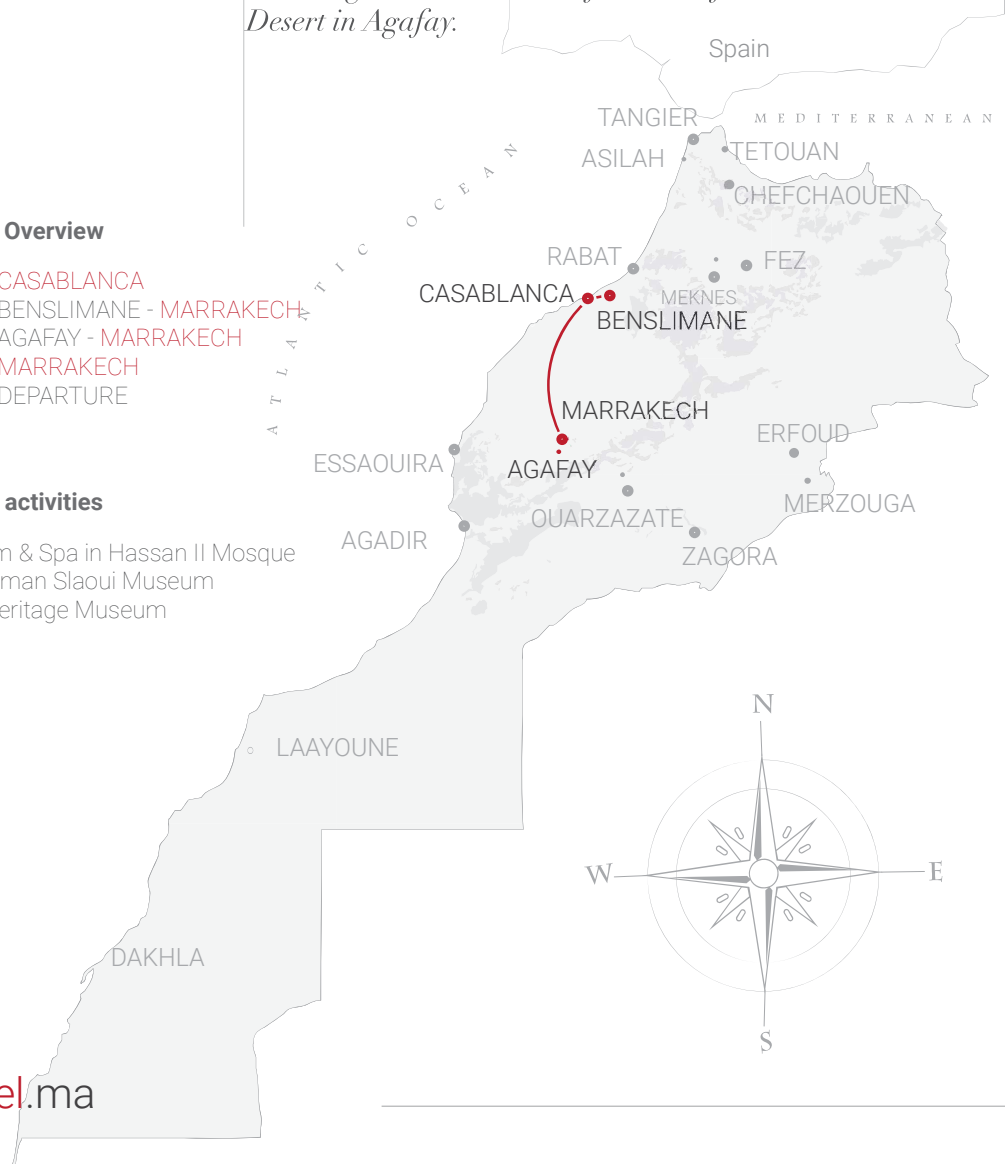 Desert in Agafay.
Spain
MEDITERRANEAN
ATLANTIC OCEAN
TANGIER
ASILAH
TETOUAN
CHEFCHAOUEN
RABAT
FEZ
MEKNES
CASABLANCA
BENSLIMANE
MARRAKECH
AGAFAY
ESSAOUIRA
AGADIR
OUARZAZATE
ERFOUD
MERZOUGA
ZAGORA
LAAYOUNE
DAKHLA
Overview
CASABLANCA
BENSLIMANE - MARRAKECH
AGAFAY - MARRAKECH
MARRAKECH
DEPARTURE
activities
m & Spa in Hassan II Mosque
man Slaoui Museum
eritage Museum
N
W
E
S
el.ma